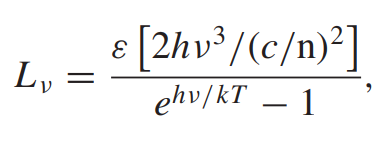 L_ν = ε [2hν³/(c/n)²] / (e^{hν/kT} − 1),